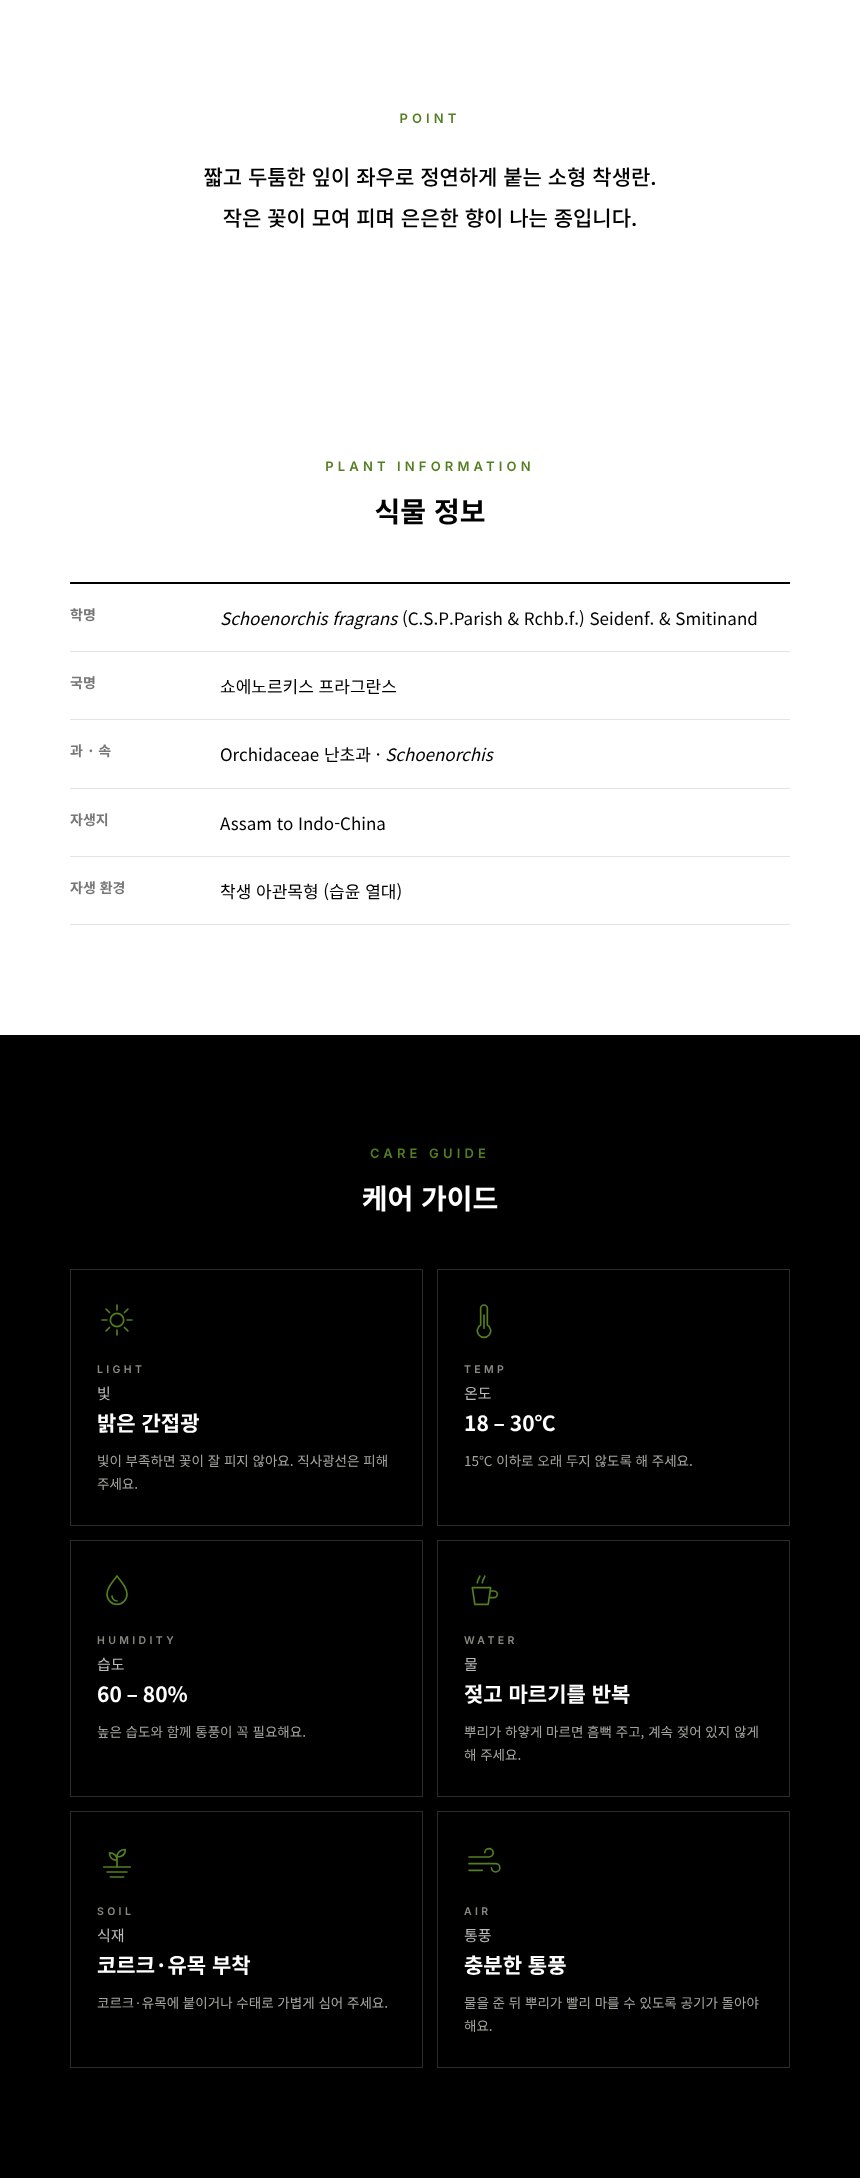 POINT
짧고 두툼한 잎이 좌우로 정연하게 붙는 소형 착생란.
작은 꽃이 모여 피며 은은한 향이 나는 종입니다.
PLANT INFORMATION
식물 정보
학명 Schoenorchis fragrans (C.S.P.Parish & Rchb.f.) Seidenf. & Smitinand
국명 쇼에노르키스 프라그란스
과 · 속 Orchidaceae 난초과 · Schoenorchis
자생지 Assam to Indo-China
자생 환경 착생 아관목형 (습윤 열대)
CARE GUIDE
케어 가이드
LIGHT
빛
밝은 간접광
빛이 부족하면 꽃이 잘 피지 않아요. 직사광선은 피해
주세요.
TEMP
온도
18 – 30℃
15℃ 이하로 오래 두지 않도록 해 주세요.
HUMIDITY
습도
60 – 80%
높은 습도와 함께 통풍이 꼭 필요해요.
WATER
물
젖고 마르기를 반복
뿌리가 하얗게 마르면 흠뻑 주고, 계속 젖어 있지 않게
해 주세요.
SOIL
식재
코르크·유목 부착
코르크·유목에 붙이거나 수태로 가볍게 심어 주세요.
AIR
통풍
충분한 통풍
물을 준 뒤 뿌리가 빨리 마를 수 있도록 공기가 돌아야
해요.